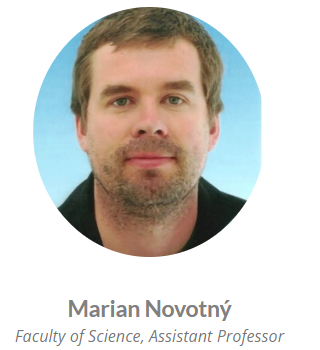 Marian Novotný
Faculty of Science, Assistant Professor